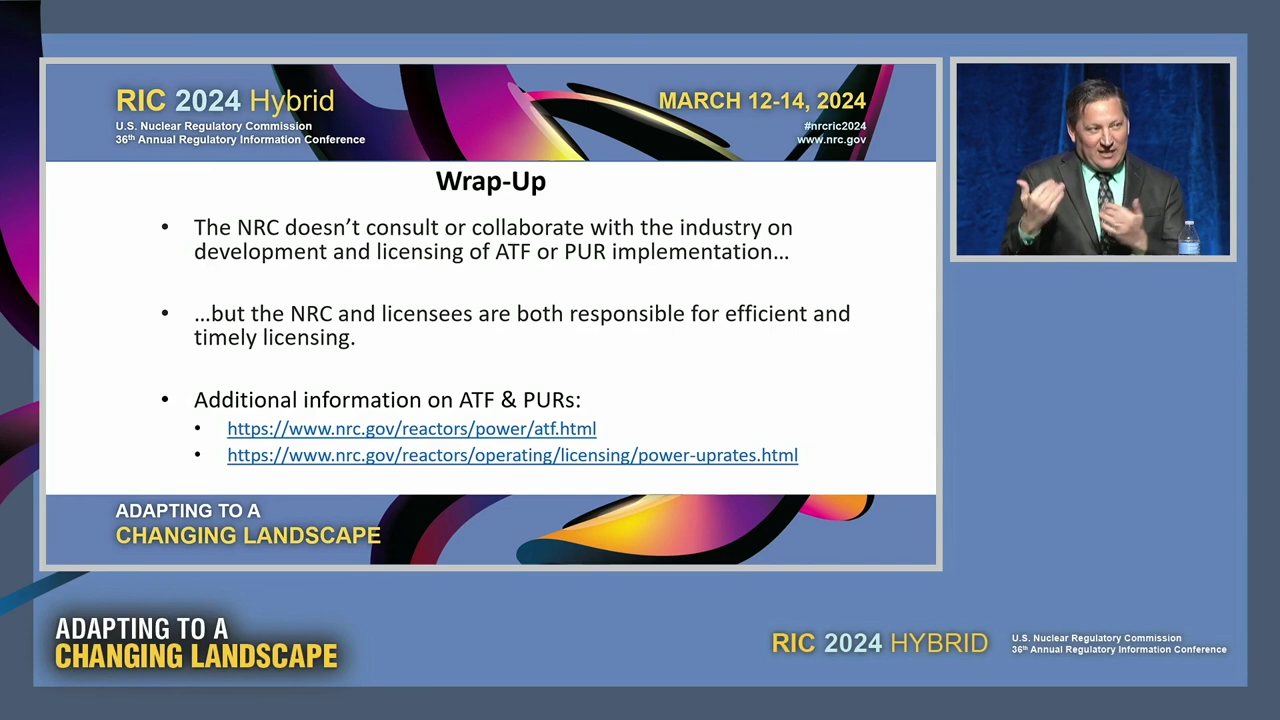 RIC 2024 Hybrid
U.S. Nuclear Regulatory Commission
36th Annual Regulatory Information Conference
MARCH 12-14, 2024
#nrcric2024
www.nrc.gov
Wrap-Up
• The NRC doesn’t consult or collaborate with the industry on
development and licensing of ATF or PUR implementation…
• …but the NRC and licensees are both responsible for efficient and
timely licensing.
• Additional information on ATF & PURs:
• https://www.nrc.gov/reactors/power/atf.html
• https://www.nrc.gov/reactors/operating/licensing/power-uprates.html
ADAPTING TO A
CHANGING LANDSCAPE
ADAPTING TO A
CHANGING LANDSCAPE
RIC 2024 HYBRID
U.S. Nuclear Regulatory Commission
36th Annual Regulatory Information Conference